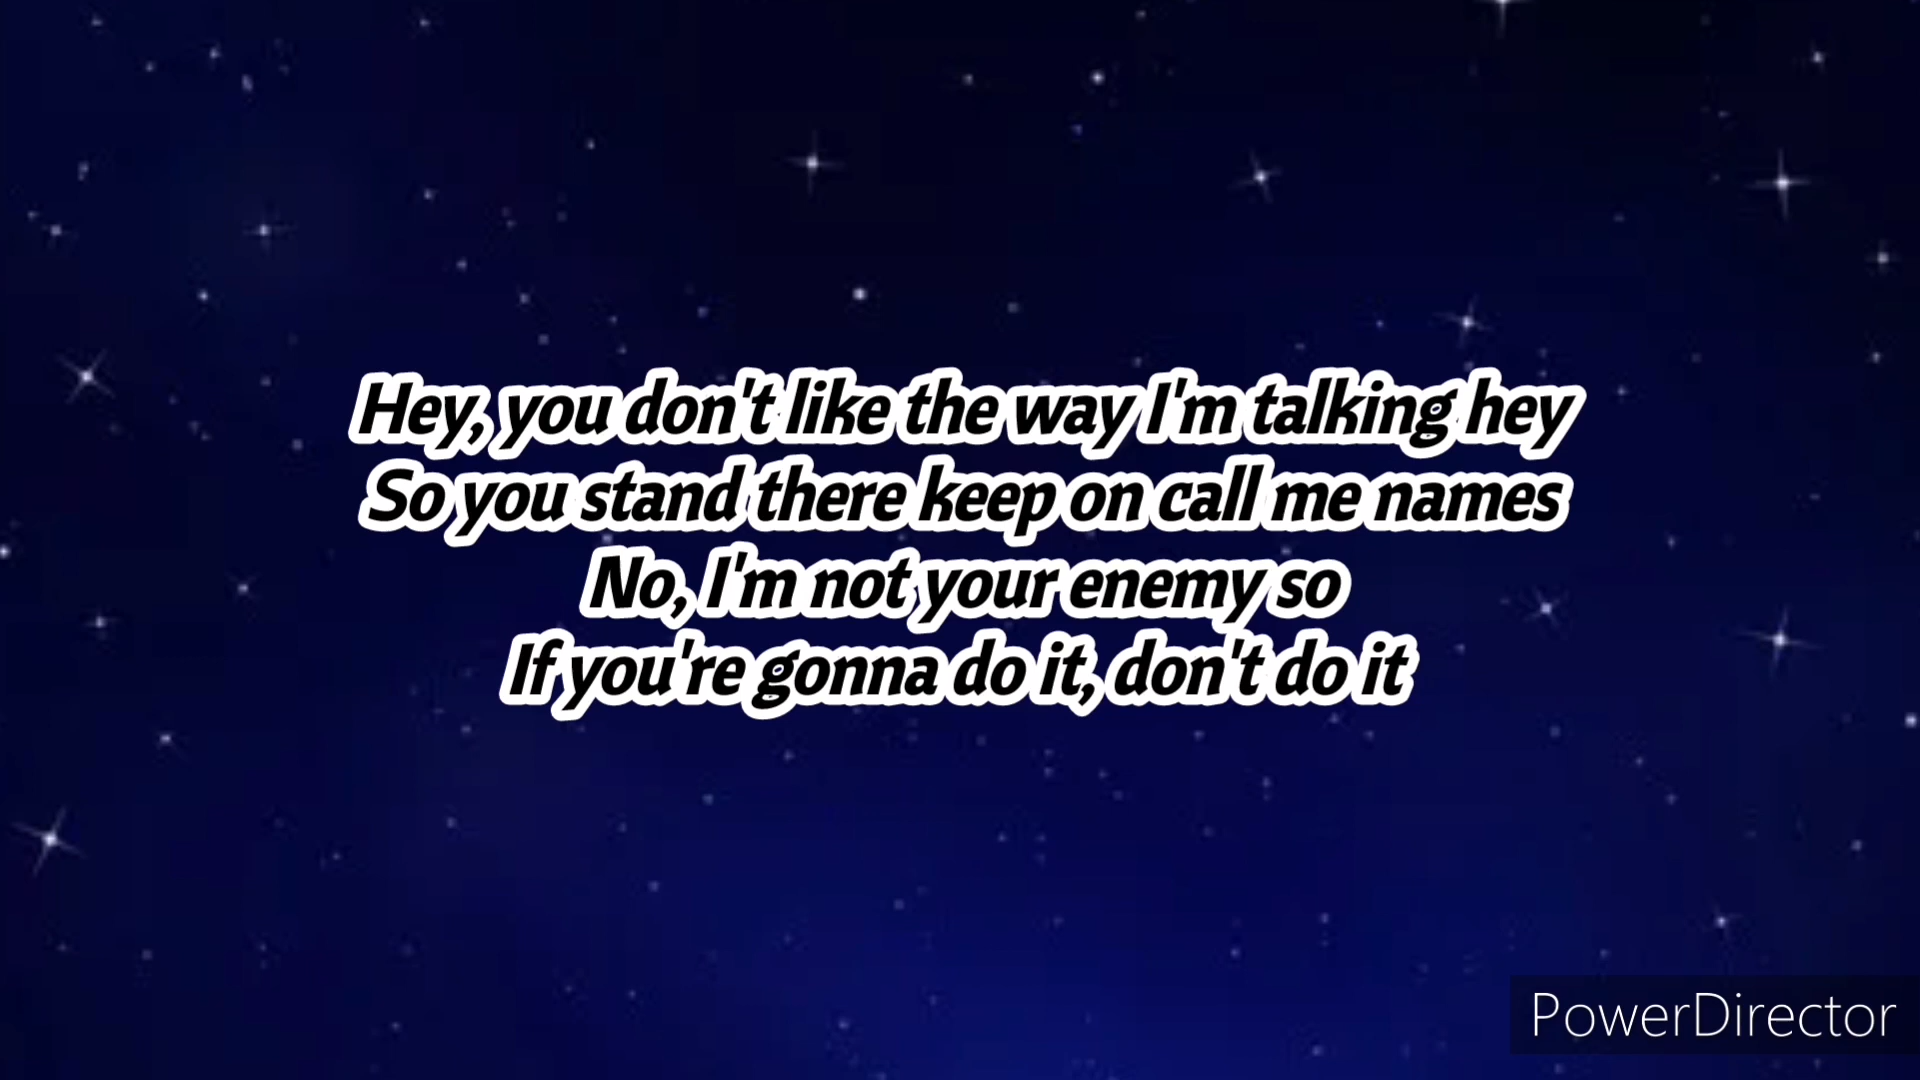 Hey, you don't like the way I'm talking hey
So you stand there keep on call me names
No, I'm not your enemy so
If you're gonna do it, don't do it
PowerDirector